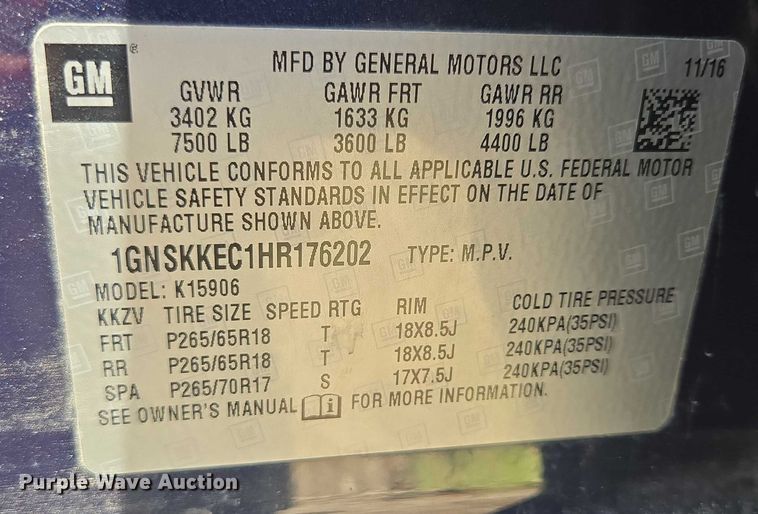 GM
MFD BY GENERAL MOTORS LLC 11/16
GVWR GAWR FRT GAWR RR
3402 KG 1633 KG 1996 KG
7500 LB 3600 LB 4400 LB
THIS VEHICLE CONFORMS TO ALL APPLICABLE U.S. FEDERAL MOTOR
VEHICLE SAFETY STANDARDS IN EFFECT ON THE DATE OF
MANUFACTURE SHOWN ABOVE.
1GNSKKEC1HR176202 TYPE: M.P.V.
MODEL: K15906
KKZV TIRE SIZE SPEED RTG RIM COLD TIRE PRESSURE
FRT P265/65R18 T 18X8.5J 240KPA(35PSI)
RR P265/65R18 T 18X8.5J 240KPA(35PSI)
SPA P265/70R17 S 17X7.5J 240KPA(35PSI)
SEE OWNER'S MANUAL FOR MORE INFORMATION.
Purple Wave Auction